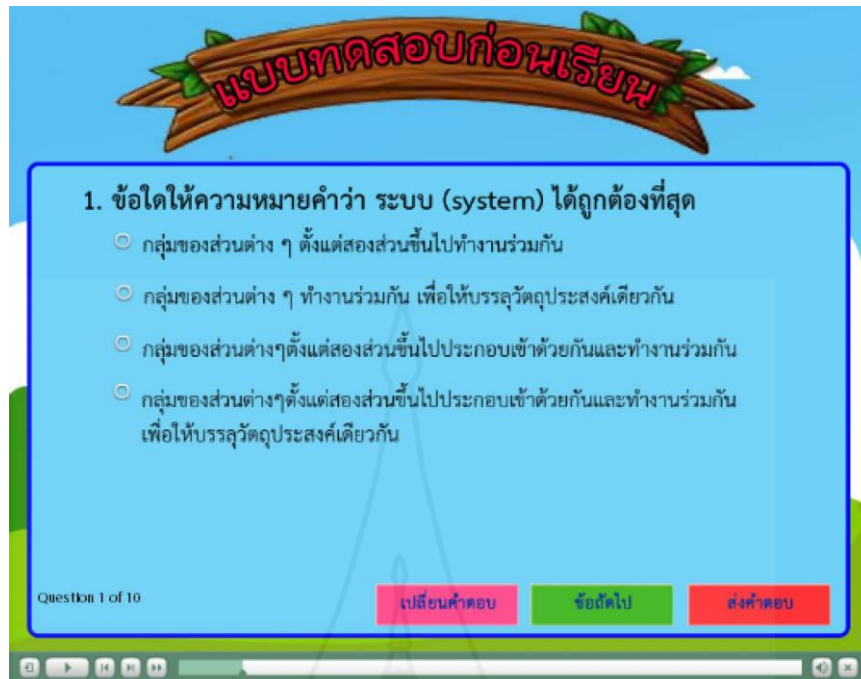 แบบทดสอบก่อนเรียน
1. ข้อใดให้ความหมายคำว่า ระบบ (system) ได้ถูกต้องที่สุด
กลุ่มของส่วนต่าง ๆ ตั้งแต่สองส่วนขึ้นไปทำงานร่วมกัน
กลุ่มของส่วนต่าง ๆ ทำงานร่วมกัน เพื่อให้บรรลุวัตถุประสงค์เดียวกัน
กลุ่มของส่วนต่างๆตั้งแต่สองส่วนขึ้นไปประกอบเข้าด้วยกันและทำงานร่วมกัน
กลุ่มของส่วนต่างๆตั้งแต่สองส่วนขึ้นไปประกอบเข้าด้วยกันและทำงานร่วมกัน
เพื่อให้บรรลุวัตถุประสงค์เดียวกัน
Question 1 of 10
เปลี่ยนคำตอบ
ข้อถัดไป
ส่งคำตอบ